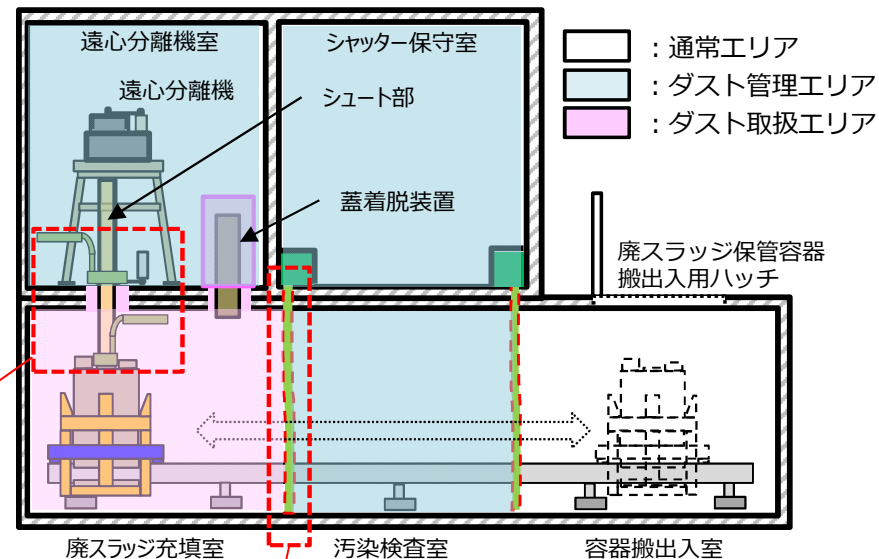 遠心分離機室
シャッター保守室
：通常エリア
：ダスト管理エリア
：ダスト取扱エリア
遠心分離機
シュート部
蓋着脱装置
廃スラッジ保管容器
搬出入用ハッチ
廃スラッジ充填室
汚染検査室
容器搬出入室